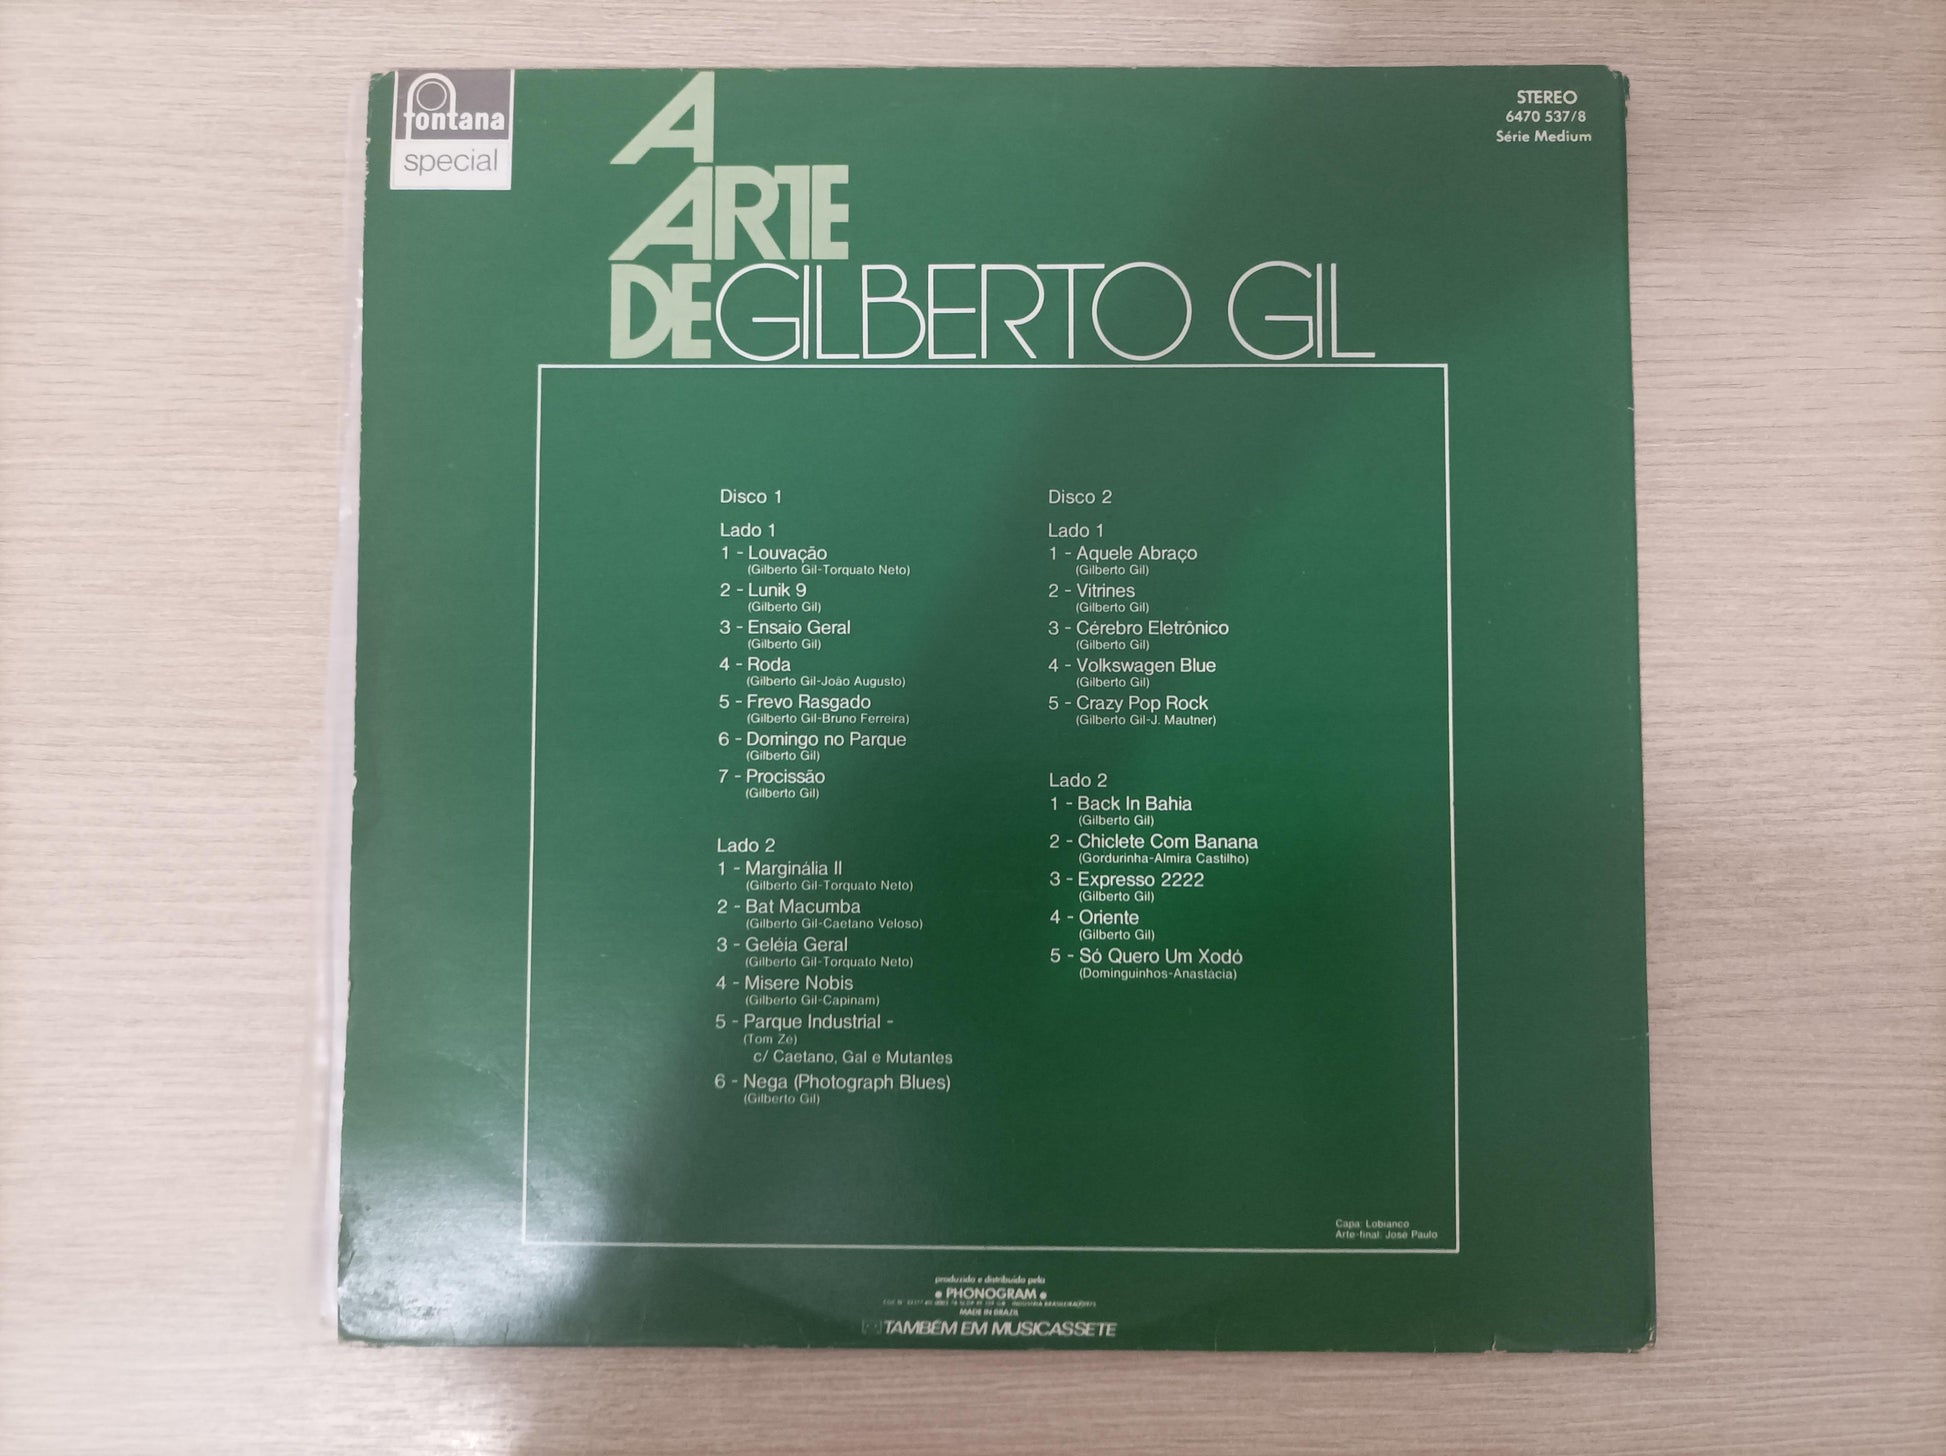 fontana
special
STEREO
6470 537/8
Série Medium
A
ARTE
DE GILBERTO GIL
Disco 1
Lado 1
1 - Louvação
(Gilberto Gil-Torquato Neto)
2 - Lunik 9
(Gilberto Gil)
3 - Ensaio Geral
(Gilberto Gil)
4 - Roda
(Gilberto Gil-João Augusto)
5 - Frevo Rasgado
(Gilberto Gil-Bruno Ferreira)
6 - Domingo no Parque
(Gilberto Gil)
7 - Procissão
(Gilberto Gil)
Lado 2
1 - Marginália II
(Gilberto Gil-Torquato Neto)
2 - Bat Macumba
(Gilberto Gil-Caetano Veloso)
3 - Geléia Geral
(Gilberto Gil-Torquato Neto)
4 - Misere Nobis
(Gilberto Gil-Capinam)
5 - Parque Industrial -
(Tom Zé)
c/ Caetano, Gal e Mutantes
6 - Nega (Photograph Blues)
(Gilberto Gil)
Disco 2
Lado 1
1 - Aquele Abraço
(Gilberto Gil)
2 - Vitrines
(Gilberto Gil)
3 - Cérebro Eletrônico
(Gilberto Gil)
4 - Volkswagen Blue
(Gilberto Gil)
5 - Crazy Pop Rock
(Gilberto Gil-J. Mautner)
Lado 2
1 - Back In Bahia
(Gilberto Gil)
2 - Chiclete Com Banana
(Gordurinha-Almira Castilho)
3 - Expresso 2222
(Gilberto Gil)
4 - Oriente
(Gilberto Gil)
5 - Só Quero Um Xodó
(Dominguinhos-Anastácia)
Capa: Lobianco
Arte-final: José Paulo
produzido e distribuido pela
• PHONOGRAM •
MADE IN BRAZIL
TAMBÉM EM MUSICASSETE